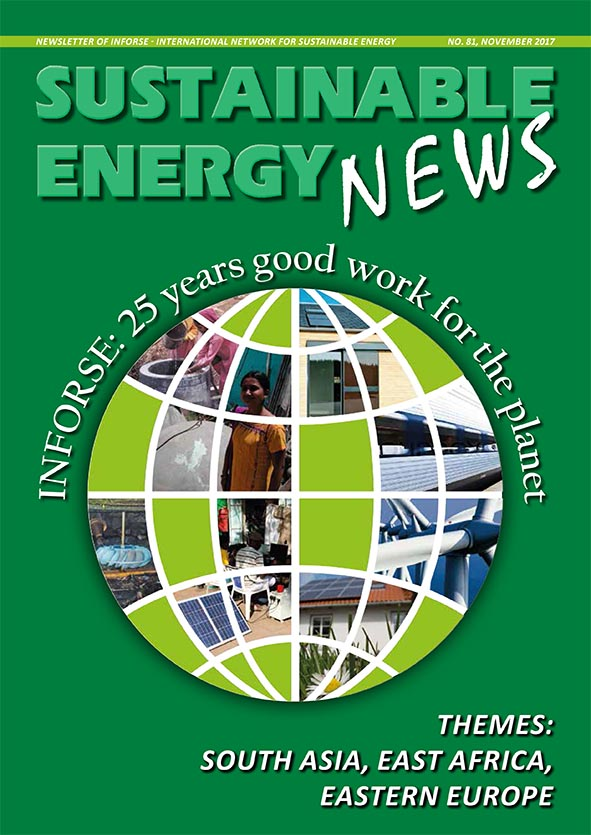 NEWSLETTER OF INFORSE - INTERNATIONAL NETWORK FOR SUSTAINABLE ENERGY
NO. 81, NOVEMBER 2017
SUSTAINABLE
ENERGY NEWS
INFORSE: 25 years good work for the planet
THEMES:
SOUTH ASIA, EAST AFRICA,
EASTERN EUROPE